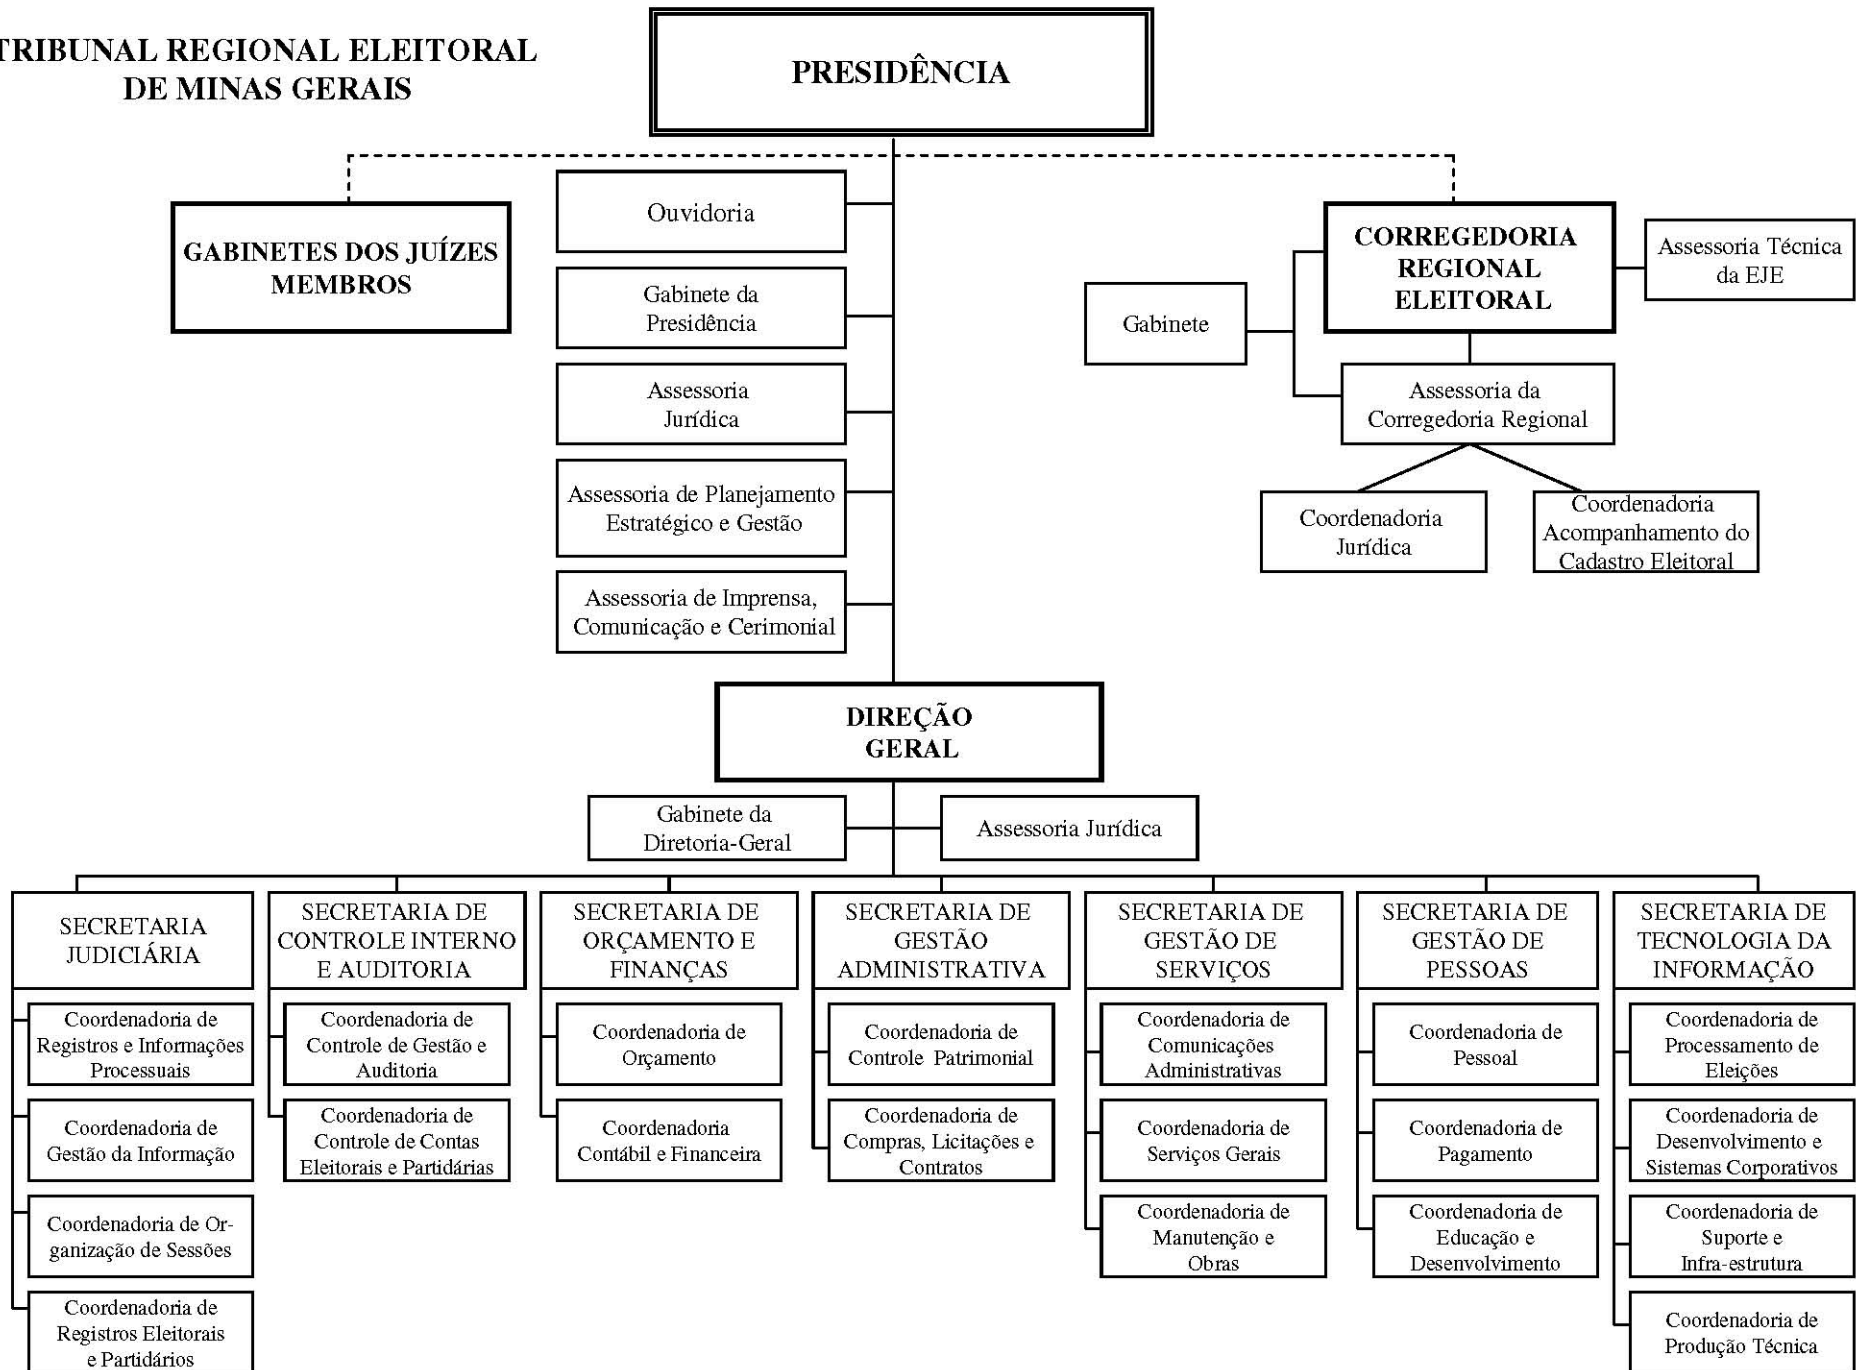 TRIBUNAL REGIONAL ELEITORAL
DE MINAS GERAIS
PRESIDÊNCIA
GABINETES DOS JUÍZES
MEMBROS
Ouvidoria
Gabinete da
Presidência
Assessoria
Jurídica
Assessoria de Planejamento
Estratégico e Gestão
Assessoria de Imprensa,
Comunicação e Cerimonial
CORREGEDORIA
REGIONAL
ELEITORAL
Assessoria Técnica
da EJE
Gabinete
Assessoria da
Corregedoria Regional
Coordenadoria
Jurídica
Coordenadoria
Acompanhamento do
Cadastro Eleitoral
DIREÇÃO
GERAL
Gabinete da
Diretoria-Geral
Assessoria Jurídica
SECRETARIA
JUDICIÁRIA
Coordenadoria de
Registros e Informações
Processuais
Coordenadoria de
Gestão da Informação
Coordenadoria de Or-
ganização de Sessões
Coordenadoria de
Registros Eleitorais
e Partidários
SECRETARIA DE
CONTROLE INTERNO
E AUDITORIA
Coordenadoria de
Controle de Gestão e
Auditoria
Coordenadoria de
Controle de Contas
Eleitorais e Partidárias
SECRETARIA DE
ORÇAMENTO E
FINANÇAS
Coordenadoria de
Orçamento
Coordenadoria
Contábil e Financeira
SECRETARIA DE
GESTÃO
ADMINISTRATIVA
Coordenadoria de
Controle Patrimonial
Coordenadoria de
Compras, Licitações e
Contratos
SECRETARIA DE
GESTÃO DE
SERVIÇOS
Coordenadoria de
Comunicações
Administrativas
Coordenadoria de
Serviços Gerais
Coordenadoria de
Manutenção e
Obras
SECRETARIA DE
GESTÃO DE
PESSOAS
Coordenadoria de
Pessoal
Coordenadoria de
Pagamento
Coordenadoria de
Educação e
Desenvolvimento
SECRETARIA DE
TECNOLOGIA DA
INFORMAÇÃO
Coordenadoria de
Processamento de
Eleições
Coordenadoria de
Desenvolvimento e
Sistemas Corporativos
Coordenadoria de
Suporte e
Infra-estrutura
Coordenadoria de
Produção Técnica